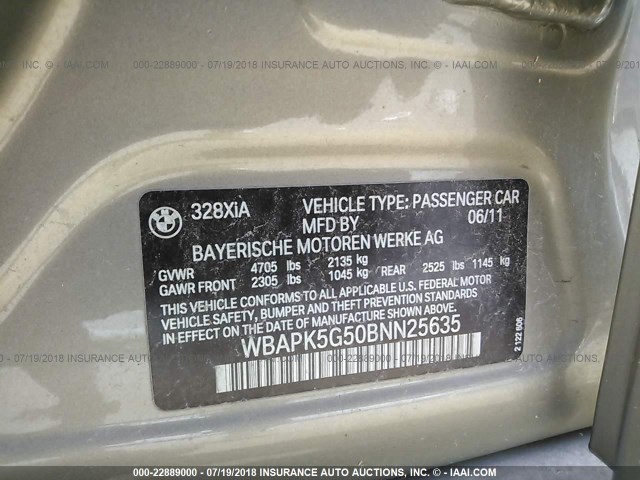 000-22889000 - 07/19/2018 INSURANCE AUTO AUCTIONS, INC. - IAAI.COM
BMW
328XiA VEHICLE TYPE: PASSENGER CAR
MFD BY 06/11
BAYERISCHE MOTOREN WERKE AG
GVWR 4705 lbs 2135 kg
GAWR FRONT 2305 lbs 1045 kg REAR 2525 lbs 1145 kg
THIS VEHICLE CONFORMS TO ALL APPLICABLE U.S. FEDERAL MOTOR
VEHICLE SAFETY, BUMPER, AND THEFT PREVENTION STANDARDS
IN EFFECT ON THE DATE OF MANUFACTURE SHOWN ABOVE.
WBAPK5G50BNN25635
2 122 606
000-22889000 - 07/19/2018 INSURANCE AUTO AUCTIONS, INC. - IAAI.COM